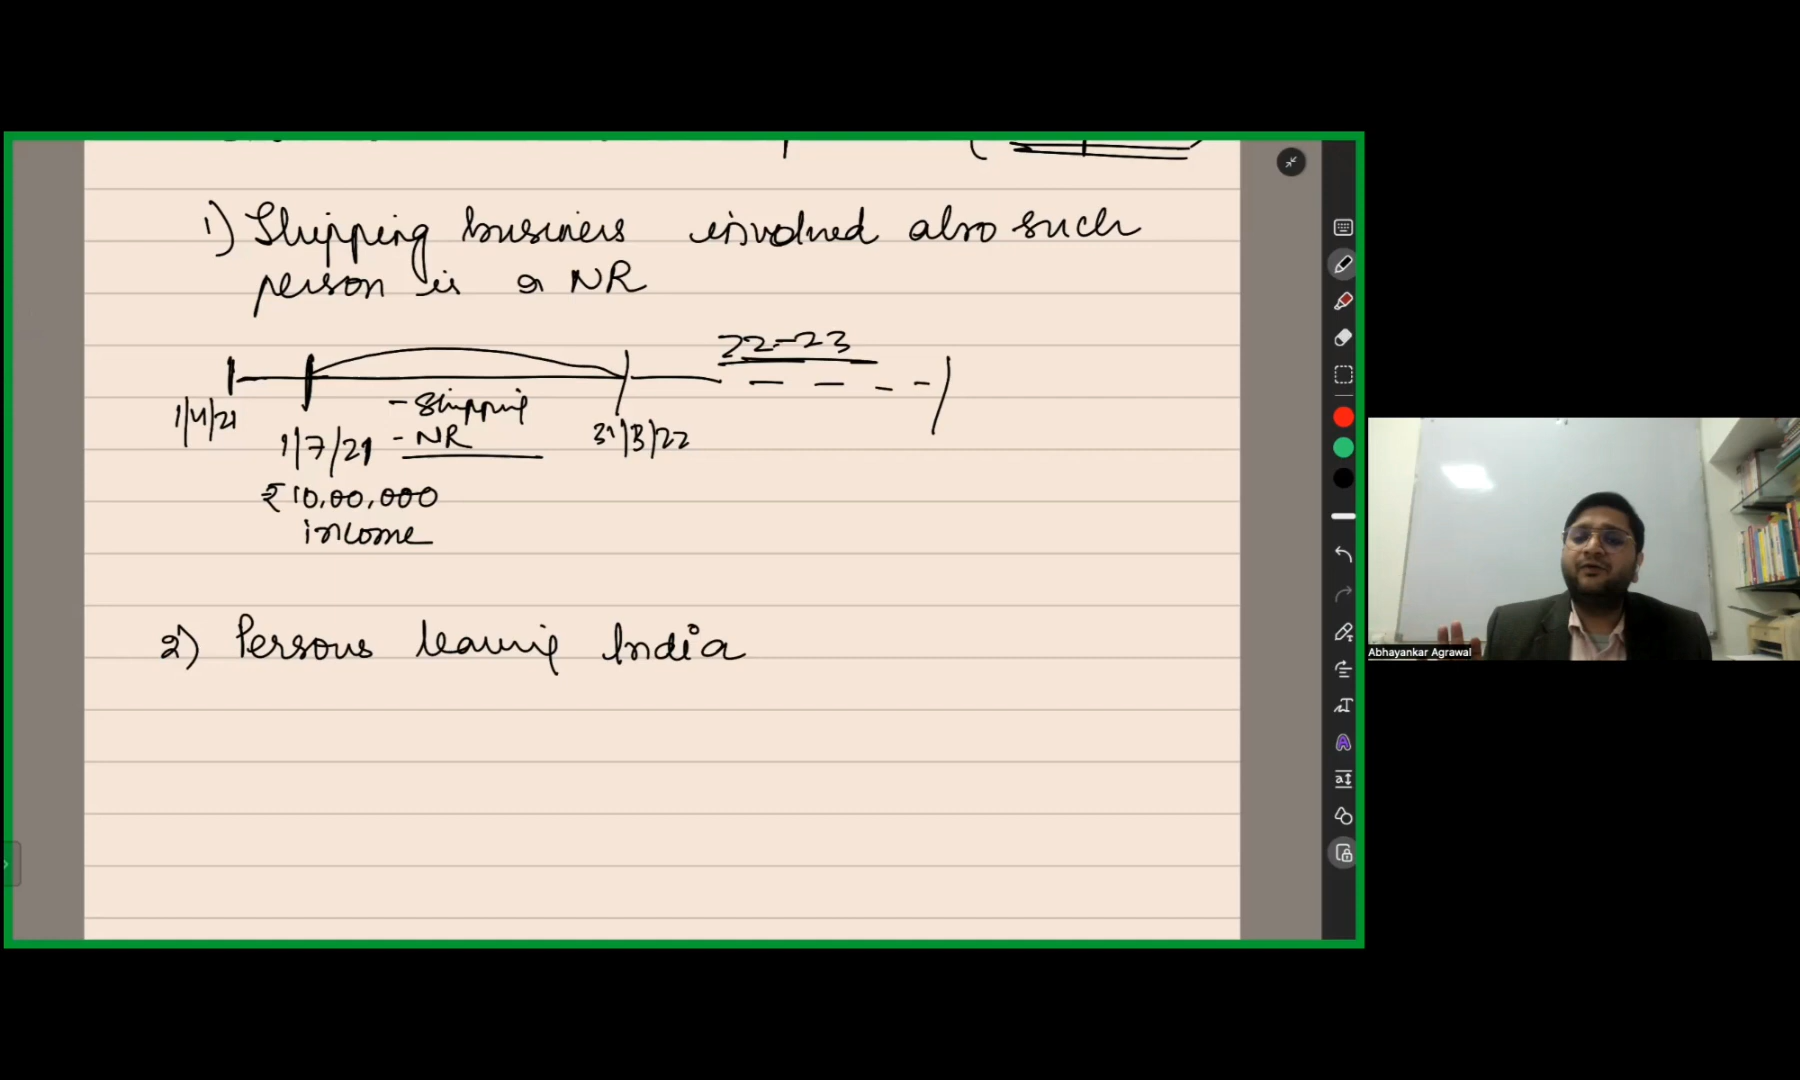 1) Shipping business involved also such
person is a NR
22-23
- Shipping
- NR
1/4/21
1/7/21
31/3/22
₹10,00,000
income
2) Persons leaving India
Abhayankar Agrawal